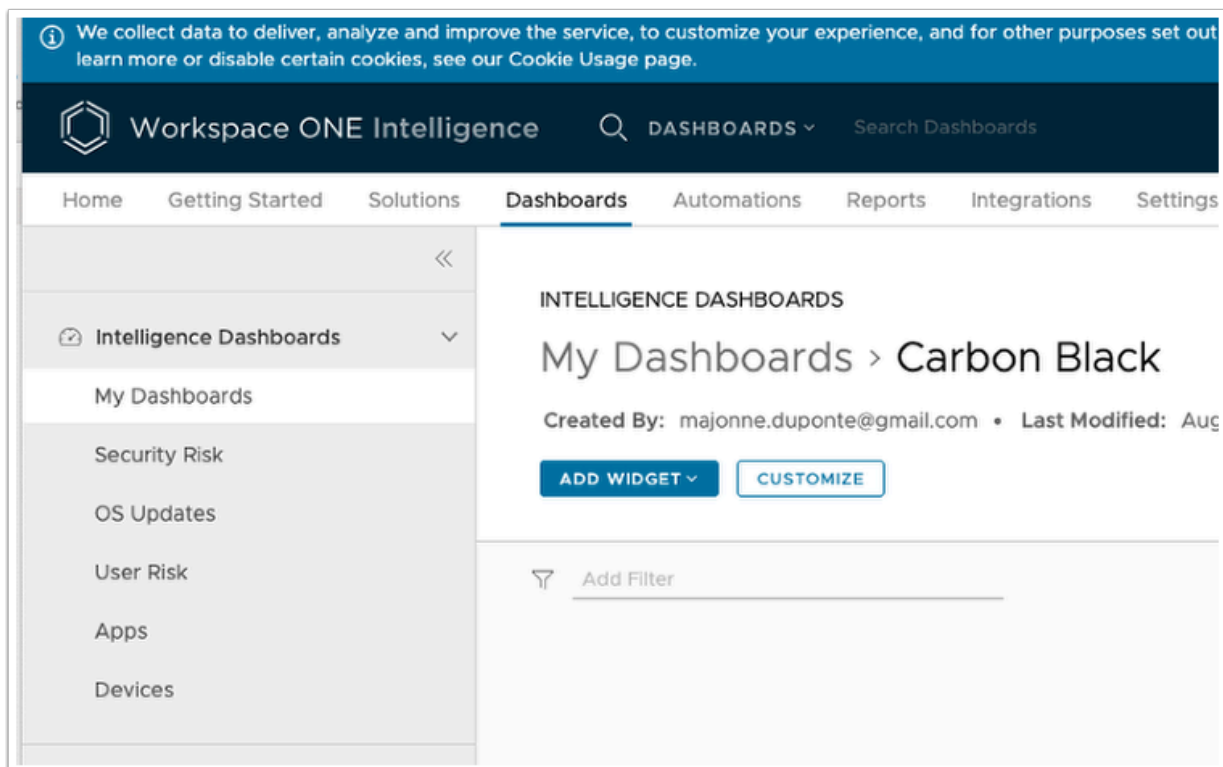 We collect data to deliver, analyze and improve the service, to customize your experience, and for other purposes set out
learn more or disable certain cookies, see our Cookie Usage page.
Workspace ONE Intelligence
DASHBOARDS
Search Dashboards
Home Getting Started Solutions Dashboards Automations Reports Integrations Settings
INTELLIGENCE DASHBOARDS
Intelligence Dashboards
My Dashboards › Carbon Black
My Dashboards
Created By: majonne.duponte@gmail.com • Last Modified: Aug
Security Risk
ADD WIDGET
CUSTOMIZE
OS Updates
User Risk
Add Filter
Apps
Devices